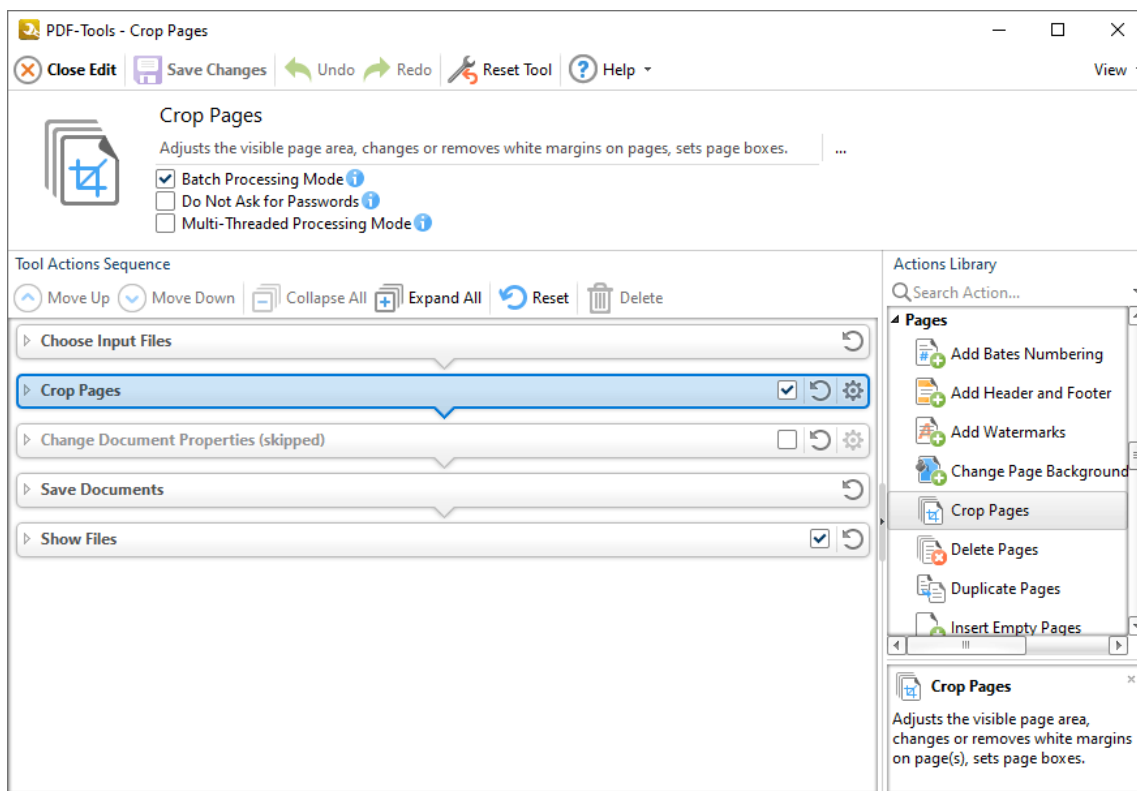 PDF-Tools - Crop Pages
Close Edit Save Changes Undo Redo Reset Tool ? Help View
Crop Pages
Adjusts the visible page area, changes or removes white margins on pages, sets page boxes. ...
Batch Processing Mode i
Do Not Ask for Passwords i
Multi-Threaded Processing Mode i
Tool Actions Sequence
Move Up Move Down Collapse All Expand All Reset Delete
Choose Input Files
Crop Pages
Change Document Properties (skipped)
Save Documents
Show Files
Actions Library
Search Action...
Pages
Add Bates Numbering
Add Header and Footer
Add Watermarks
Change Page Background
Crop Pages
Delete Pages
Duplicate Pages
Insert Empty Pages
Crop Pages
Adjusts the visible page area,
changes or removes white margins
on page(s), sets page boxes.